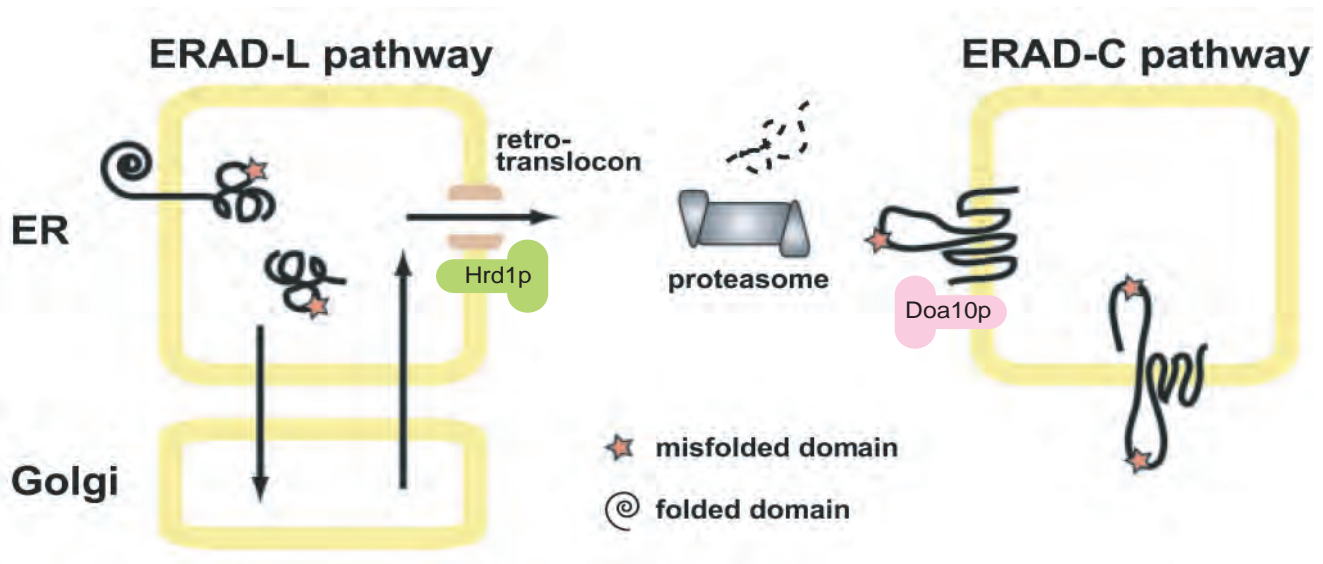 ERAD-L pathway
ERAD-C pathway
retro-
translocon
ER
Hrd1p
proteasome
Doa10p
misfolded domain
Golgi
folded domain